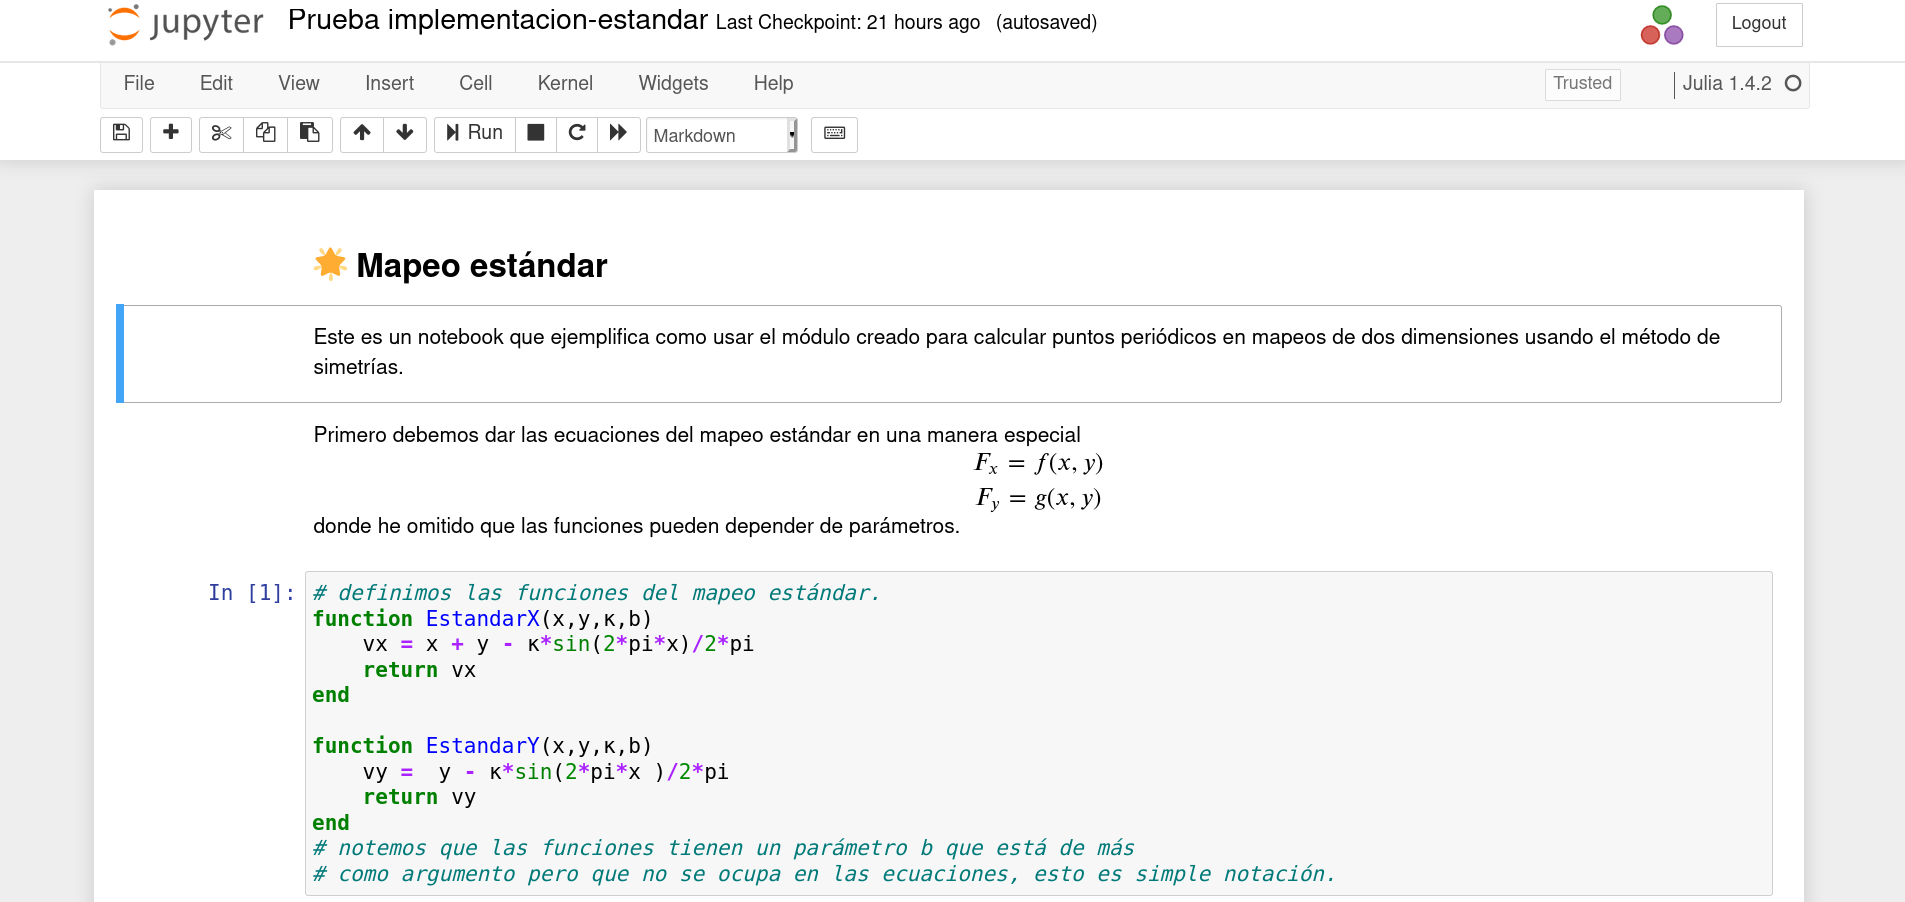 jupyter Prueba implementacion-estandar Last Checkpoint: 21 hours ago (autosaved) Logout
File Edit View Insert Cell Kernel Widgets Help Trusted Julia 1.4.2
Run Markdown
Mapeo estándar
Este es un notebook que ejemplifica como usar el módulo creado para calcular puntos periódicos en mapeos de dos dimensiones usando el método de
simetrías.
Primero debemos dar las ecuaciones del mapeo estándar en una manera especial
F_x = f(x, y)
F_y = g(x, y)
donde he omitido que las funciones pueden depender de parámetros.
In [1]: # definimos las funciones del mapeo estándar.
function EstandarX(x,y,κ,b)
    vx = x + y - κ*sin(2*pi*x)/2*pi
    return vx
end
function EstandarY(x,y,κ,b)
    vy =  y - κ*sin(2*pi*x )/2*pi
    return vy
end
# notemos que las funciones tienen un parámetro b que está de más
# como argumento pero que no se ocupa en las ecuaciones, esto es simple notación.